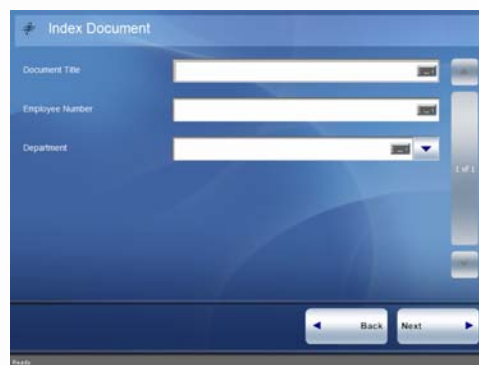 Index Document
Document Title
Employee Number
Department
1 of 1
Back
Next
Ready